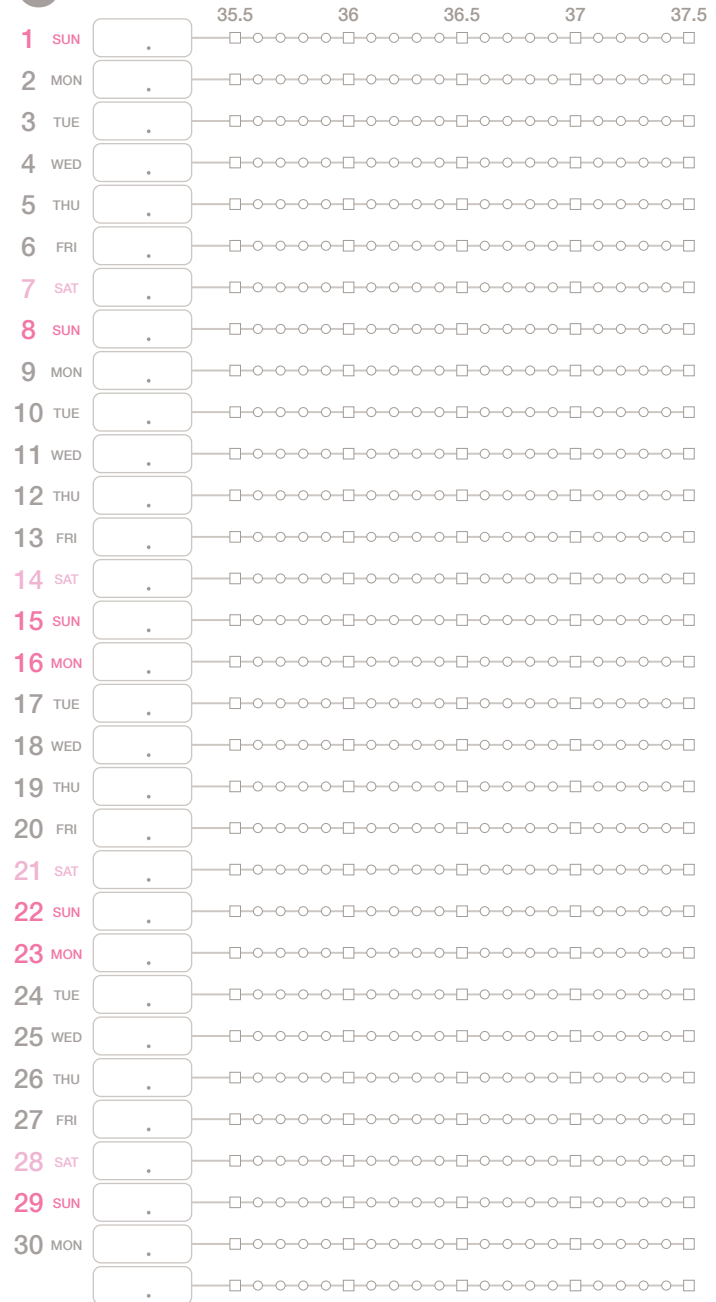 35.5 36 36.5 37 37.5
1 SUN .
2 MON .
3 TUE .
4 WED .
5 THU .
6 FRI .
7 SAT .
8 SUN .
9 MON .
10 TUE .
11 WED .
12 THU .
13 FRI .
14 SAT .
15 SUN .
16 MON .
17 TUE .
18 WED .
19 THU .
20 FRI .
21 SAT .
22 SUN .
23 MON .
24 TUE .
25 WED .
26 THU .
27 FRI .
28 SAT .
29 SUN .
30 MON .
.